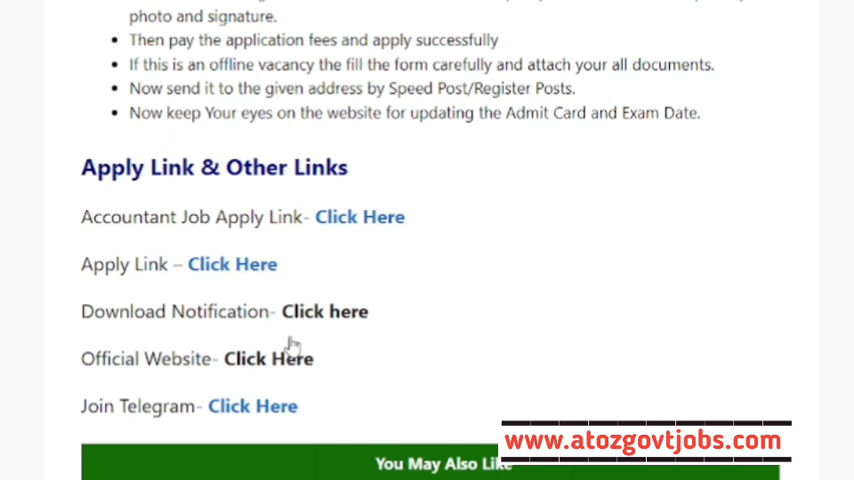 photo and signature.
Then pay the application fees and apply successfully
If this is an offline vacancy the fill the form carefully and attach your all documents.
Now send it to the given address by Speed Post/Register Posts.
Now keep Your eyes on the website for updating the Admit Card and Exam Date.
Apply Link & Other Links
Accountant Job Apply Link- Click Here
Apply Link – Click Here
Download Notification- Click here
Official Website- Click Here
Join Telegram- Click Here
www.atozgovtjobs.com
You May Also Like